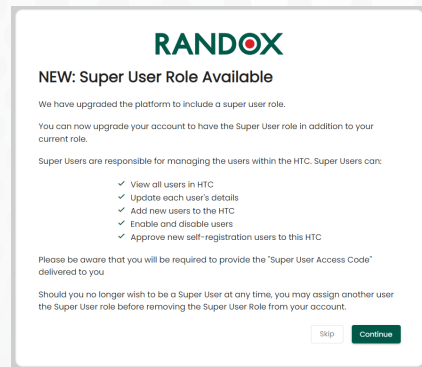 RANDOX
NEW: Super User Role Available
We have upgraded the platform to include a super user role.
You can now upgrade your account to have the Super User role in addition to your
current role.
Super Users are responsible for managing the users within the HTC. Super Users can:
✓ View all users in HTC
✓ Update each user's details
✓ Add new users to the HTC
✓ Enable and disable users
✓ Approve new self-registration users to this HTC
Please be aware that you will be required to provide the "Super User Access Code"
delivered to you
Should you no longer wish to be a Super User at any time, you may assign another user
the Super User role before removing the Super User Role from your account.
Skip Continue